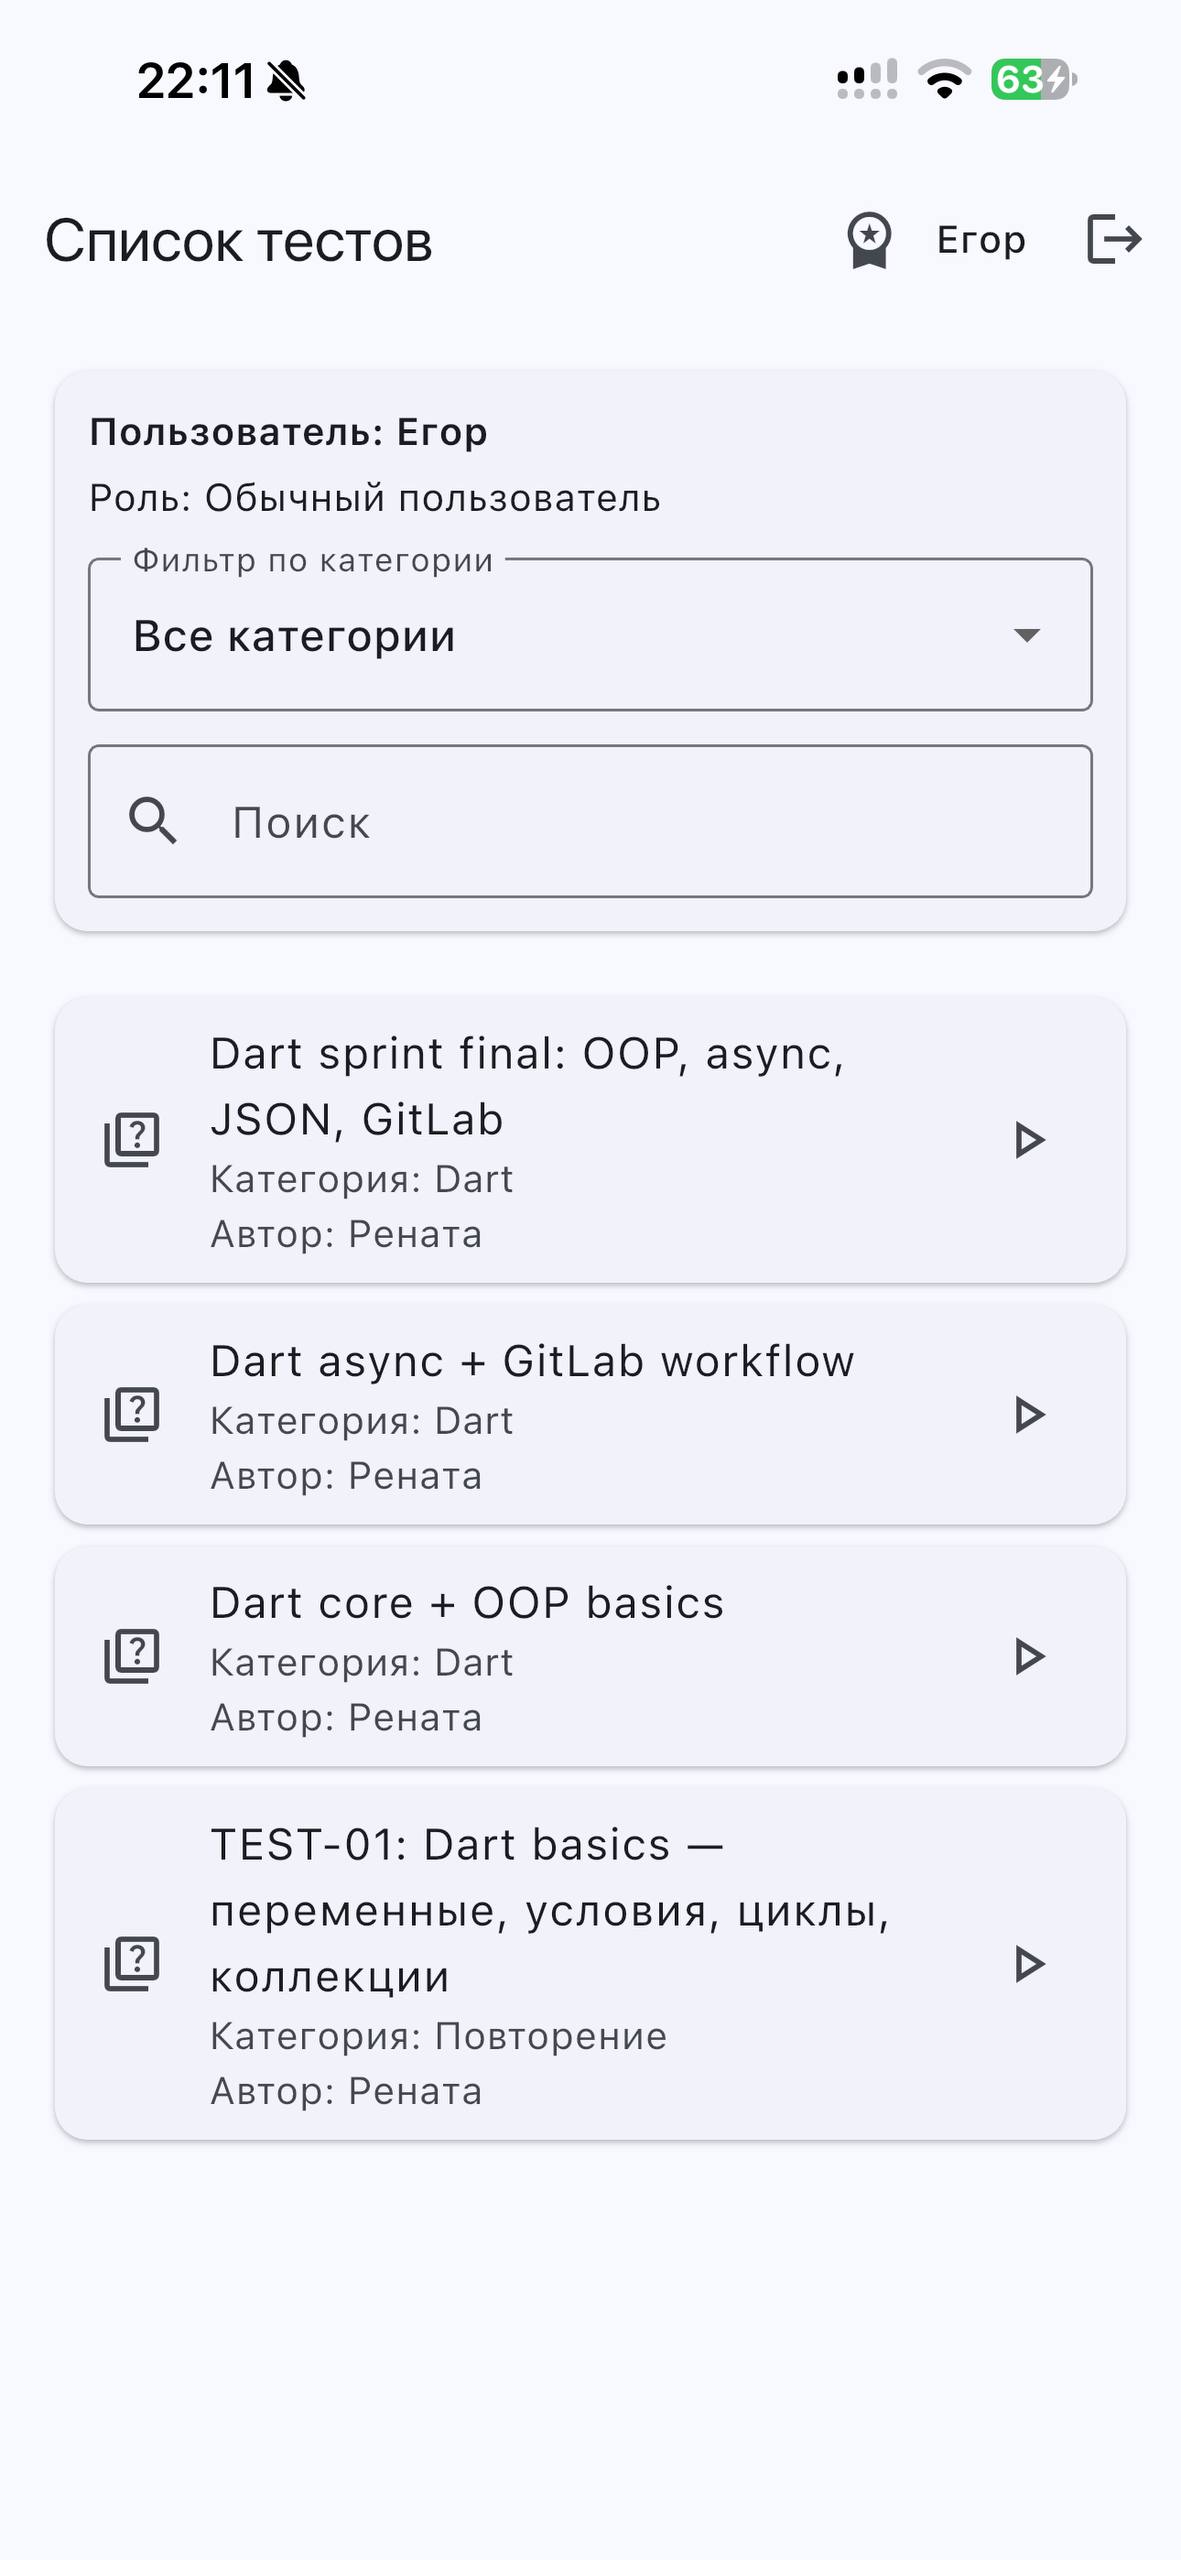 22:11
63
Список тестов
Егор
Пользователь: Егор
Роль: Обычный пользователь
Фильтр по категории
Все категории
Поиск
Dart sprint final: OOP, async,
JSON, GitLab
Категория: Dart
Автор: Рената
Dart async + GitLab workflow
Категория: Dart
Автор: Рената
Dart core + OOP basics
Категория: Dart
Автор: Рената
TEST-01: Dart basics —
переменные, условия, циклы,
коллекции
Категория: Повторение
Автор: Рената